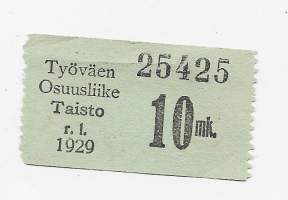 Työväen
Osuusliike
Taisto
r. l.
1929
25425
10 mk.